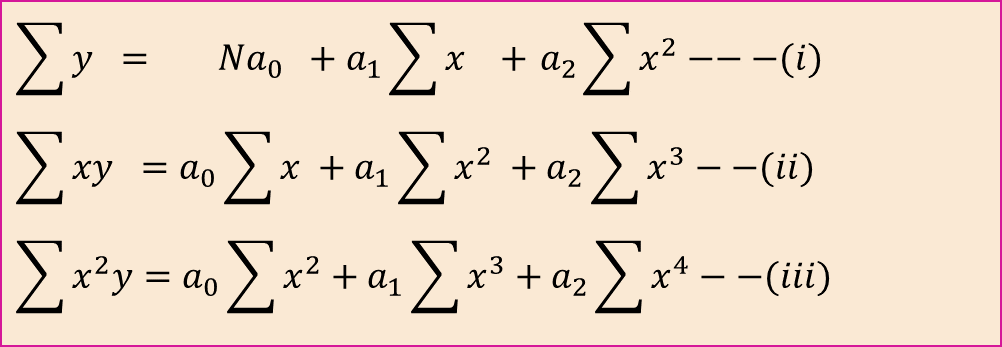 ∑ y = Na₀ + a₁ ∑ x + a₂ ∑ x² −−−(i)
∑ xy = a₀ ∑ x + a₁ ∑ x² + a₂ ∑ x³ −−(ii)
∑ x²y = a₀ ∑ x² + a₁ ∑ x³ + a₂ ∑ x⁴ −−(iii)